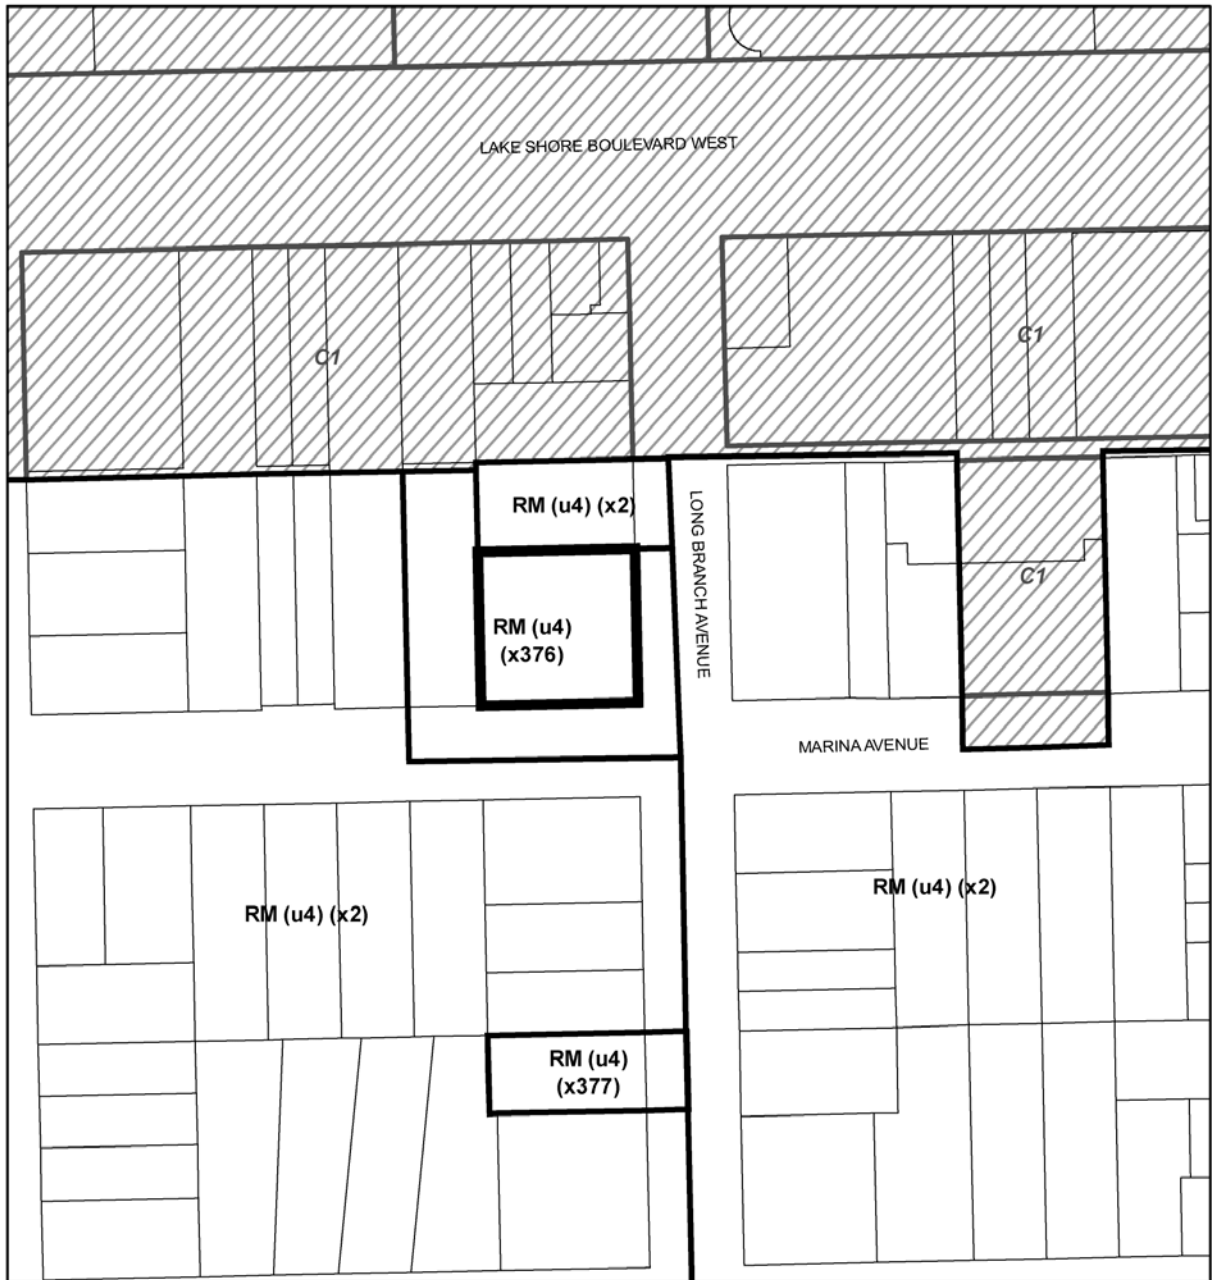 LAKE SHORE BOULEVARD WEST
C1
C1
RM (u4) (x2)
LONG BRANCH AVENUE
C1
RM (u4)
(x376)
MARINA AVENUE
RM (u4) (x2)
RM (u4) (x2)
RM (u4)
(x377)